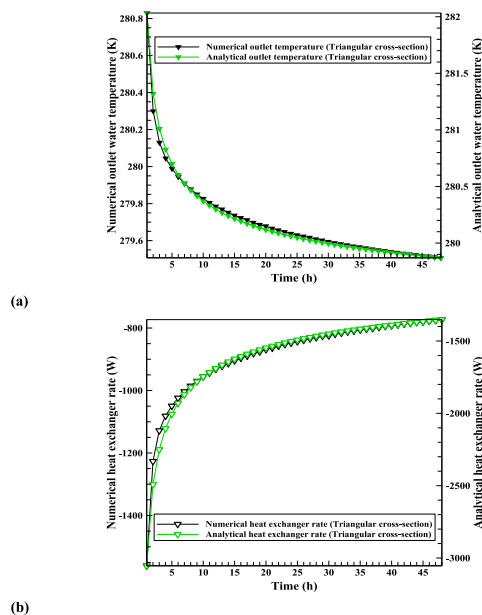 Numerical outlet water temperature (K)
280.8
280.6
280.4
280.2
280
279.8
279.6
Numerical outlet temperature (Triangular cross-section)
Analytical outlet temperature (Triangular cross-section)
282
281.5
281
280.5
280
Analytical outlet water temperature (K)
5 10 15 20 25 30 35 40 45
Time (h)
(a)
Numerical heat exchanger rate (W)
-800
-1000
-1200
-1400
Numerical heat exchanger rate (Triangular cross-section)
Analytical heat exchanger rate (Triangular cross-section)
-1500
-2000
-2500
-3000
Analytical heat exchanger rate (W)
5 10 15 20 25 30 35 40 45
Time (h)
(b)